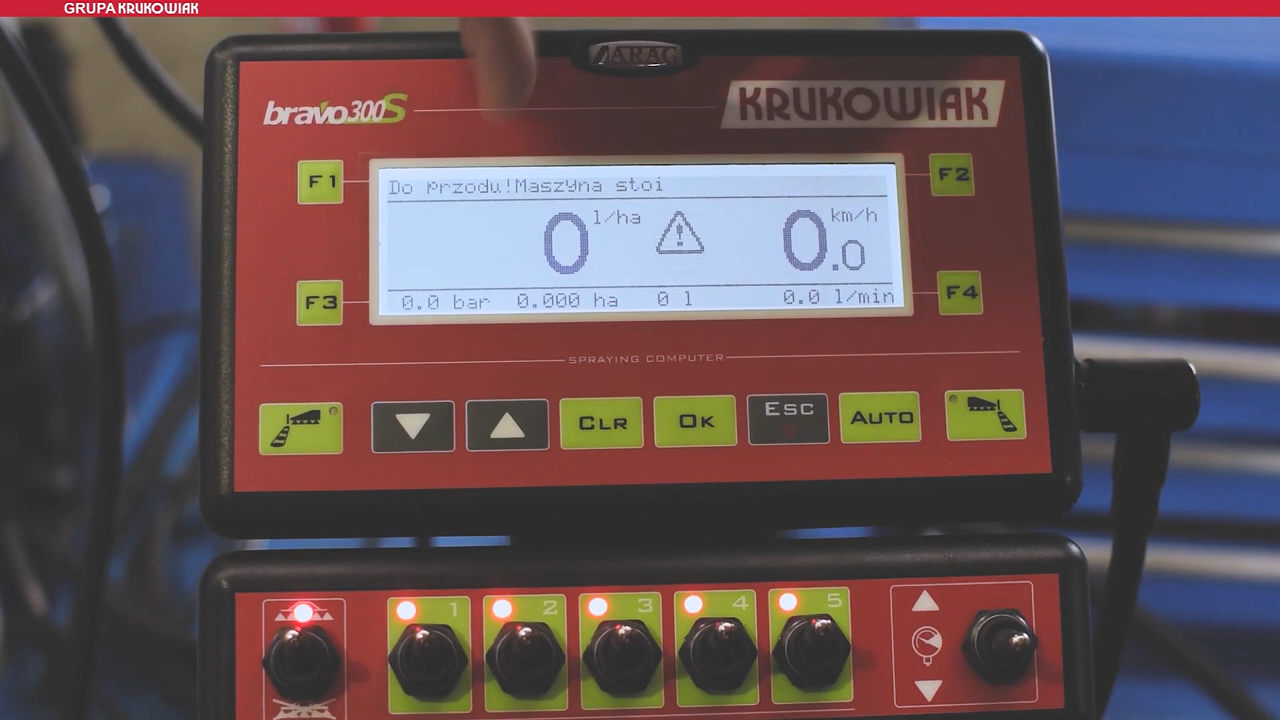 GRUPA KRUKOWIAK
ARAG
bravo300S
KRUKOWIAK
F1
F2
Do przodu!Maszyna stoi
0 l/ha
0.0 km/h
F3
F4
0.0 bar 0.000 ha 0 l 0.0 l/min
SPRAYING COMPUTER
CLR OK ESC AUTO
1 2 3 4 5